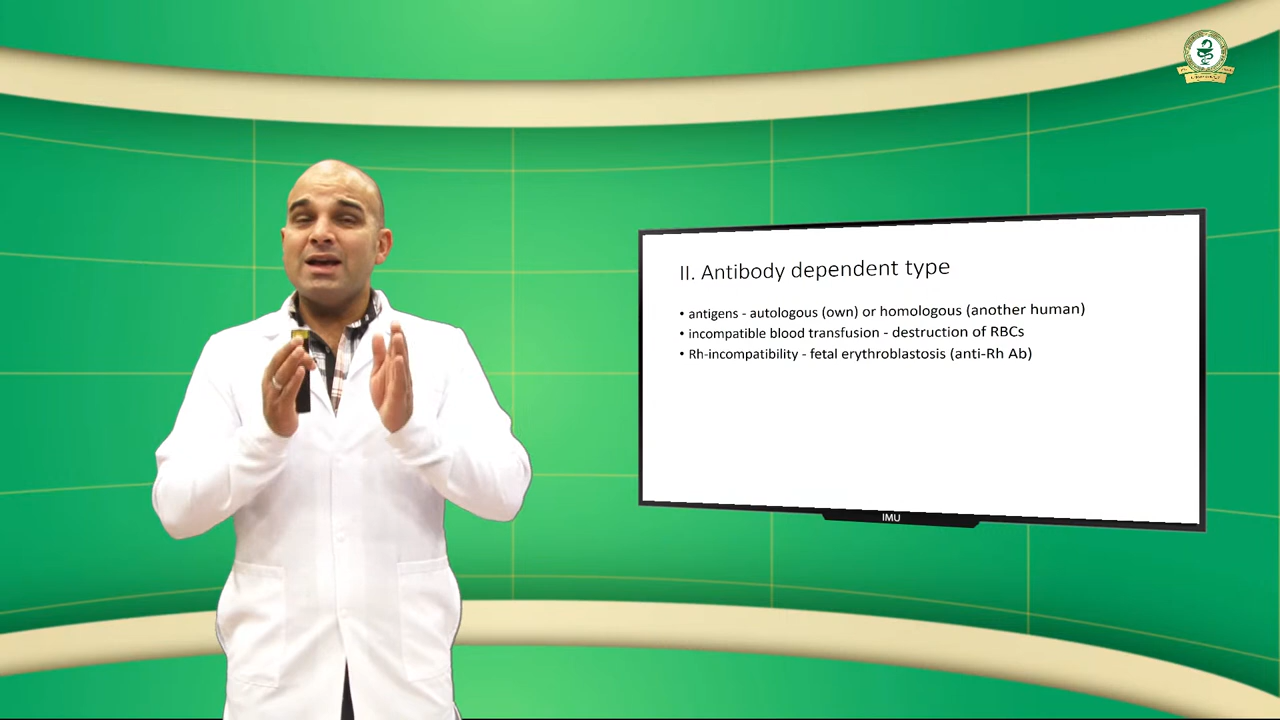 II. Antibody dependent type
• antigens - autologous (own) or homologous (another human)
• incompatible blood transfusion - destruction of RBCs
• Rh-incompatibility - fetal erythroblastosis (anti-Rh Ab)
IMU